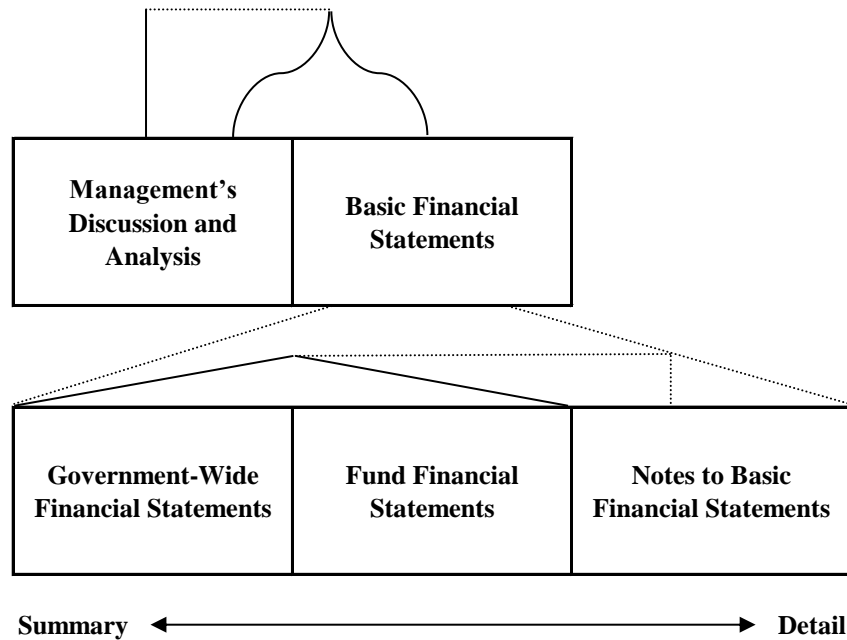 Management’s
Discussion and
Analysis
Basic Financial
Statements
Government-Wide
Financial Statements
Fund Financial
Statements
Notes to Basic
Financial Statements
Summary
Detail